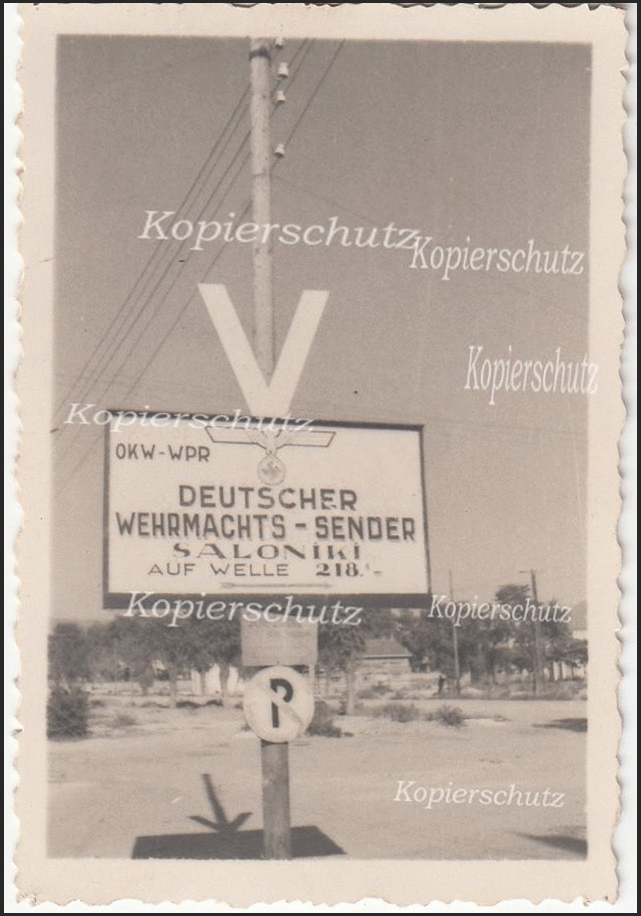 Kopierschutz
Kopierschutz
V
Kopierschutz
Kopierschutz
OKW-WPR
DEUTSCHER
WEHRMACHTS-SENDER
SALONIKI
AUF WELLE 218.-
Kopierschutz
Kopierschutz
P
Kopierschutz